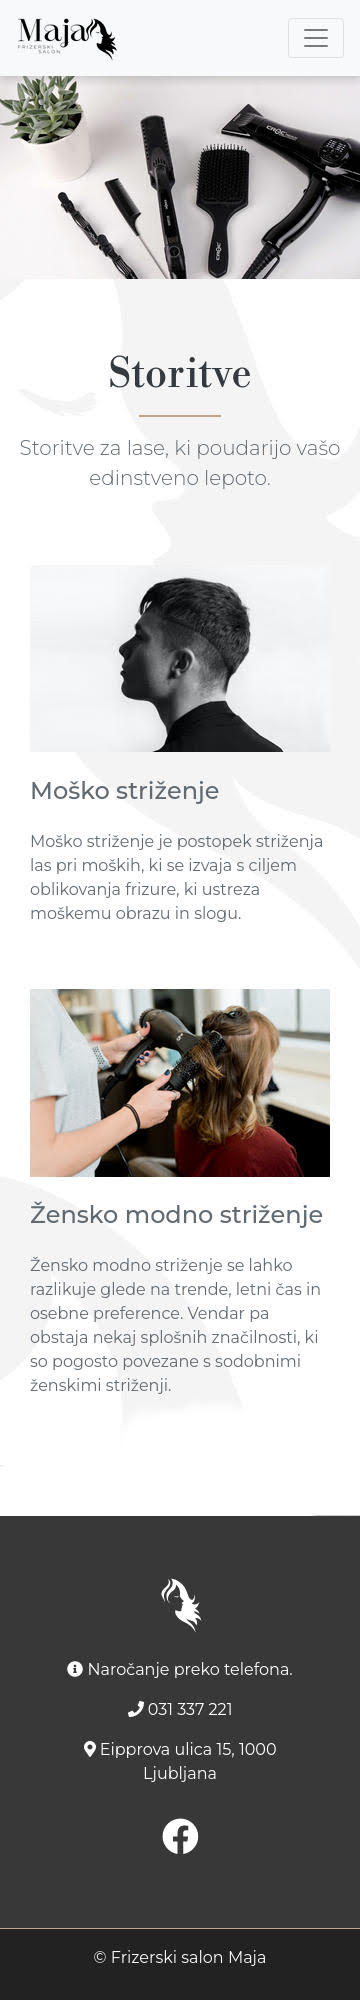 Maja
FRIZERSKI
SALON
CROC
CROC
Storitve
Storitve za lase, ki poudarijo vašo
edinstveno lepoto.
Moško striženje
Moško striženje je postopek striženja
las pri moških, ki se izvaja s ciljem
oblikovanja frizure, ki ustreza
moškemu obrazu in slogu.
Žensko modno striženje
Žensko modno striženje se lahko
razlikuje glede na trende, letni čas in
osebne preference. Vendar pa
obstaja nekaj splošnih značilnosti, ki
so pogosto povezane s sodobnimi
ženskimi striženji.
Naročanje preko telefona.
031 337 221
Eipprova ulica 15, 1000
Ljubljana
© Frizerski salon Maja